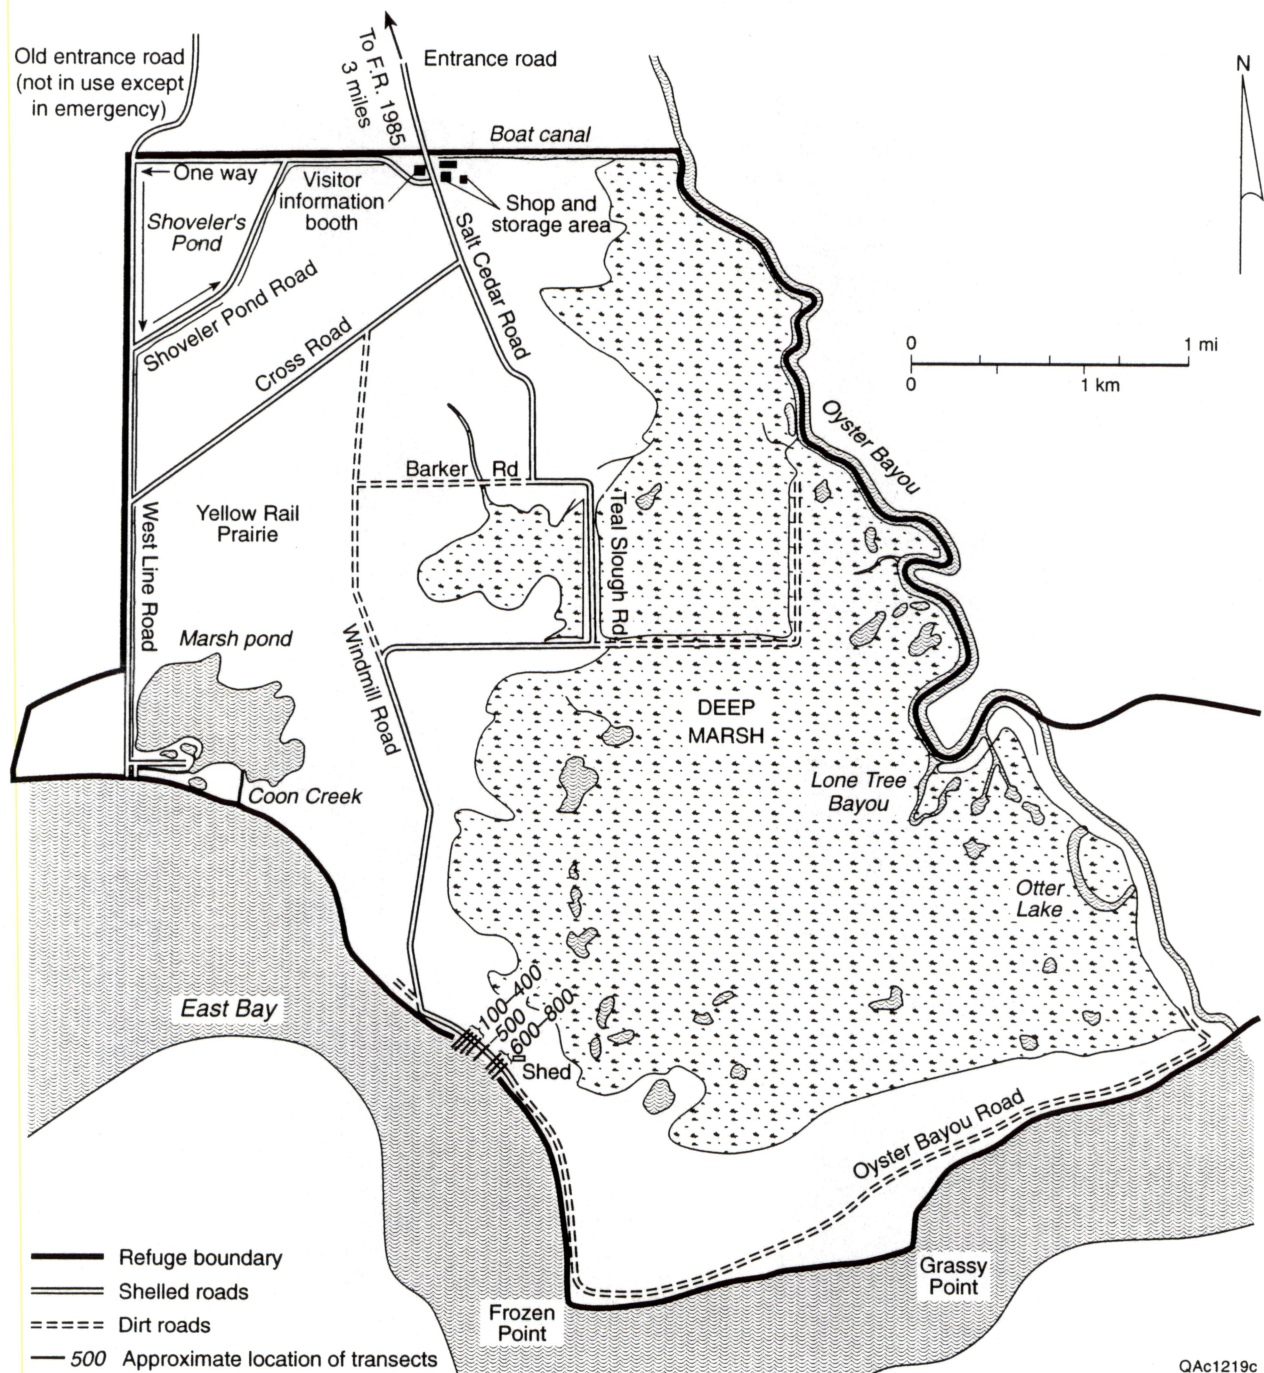 Old entrance road
(not in use except
in emergency)
To F.R. 1985
3 miles
Entrance road
N
Boat canal
One way
Visitor
information
booth
Shop and
storage area
Shoveler's
Pond
Salt Cedar Road
Shoveler Pond Road
Cross Road
0 1 mi
0 1 km
Oyster Bayou
Barker Rd
Yellow Rail
Prairie
West Line Road
Teal Slough Rd
Marsh pond
Windmill Road
DEEP
MARSH
Lone Tree
Bayou
Coon Creek
Otter
Lake
East Bay
100–400
500
600–800
Shed
Oyster Bayou Road
Grassy
Point
Frozen
Point
Refuge boundary
Shelled roads
Dirt roads
500 Approximate location of transects
QAc1219c